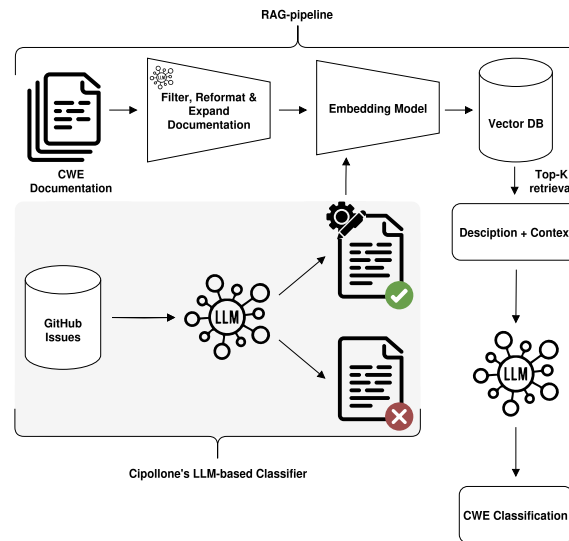 RAG-pipeline
LLM
Filter, Reformat &
Expand
Documentation
Embedding Model
Vector DB
CWE
Documentation
Top-K
retrieva
Desciption + Contex
GitHub
Issues
LLM
LLM
Cipollone's LLM-based Classifier
CWE Classification